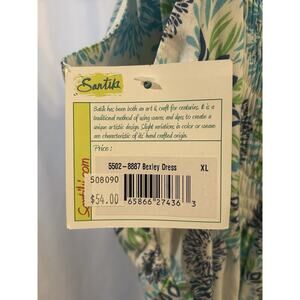 Santiki
Batik has been both an art & craft for centuries. It is a
traditional method of using waxes and dyes to create a
unique artistic design. Slight variations in color or weave
are characteristic of its' hand crafted origin.
Price :
5502-8887 Bexley Dress XL
508090
$54.00
65866 27436 3